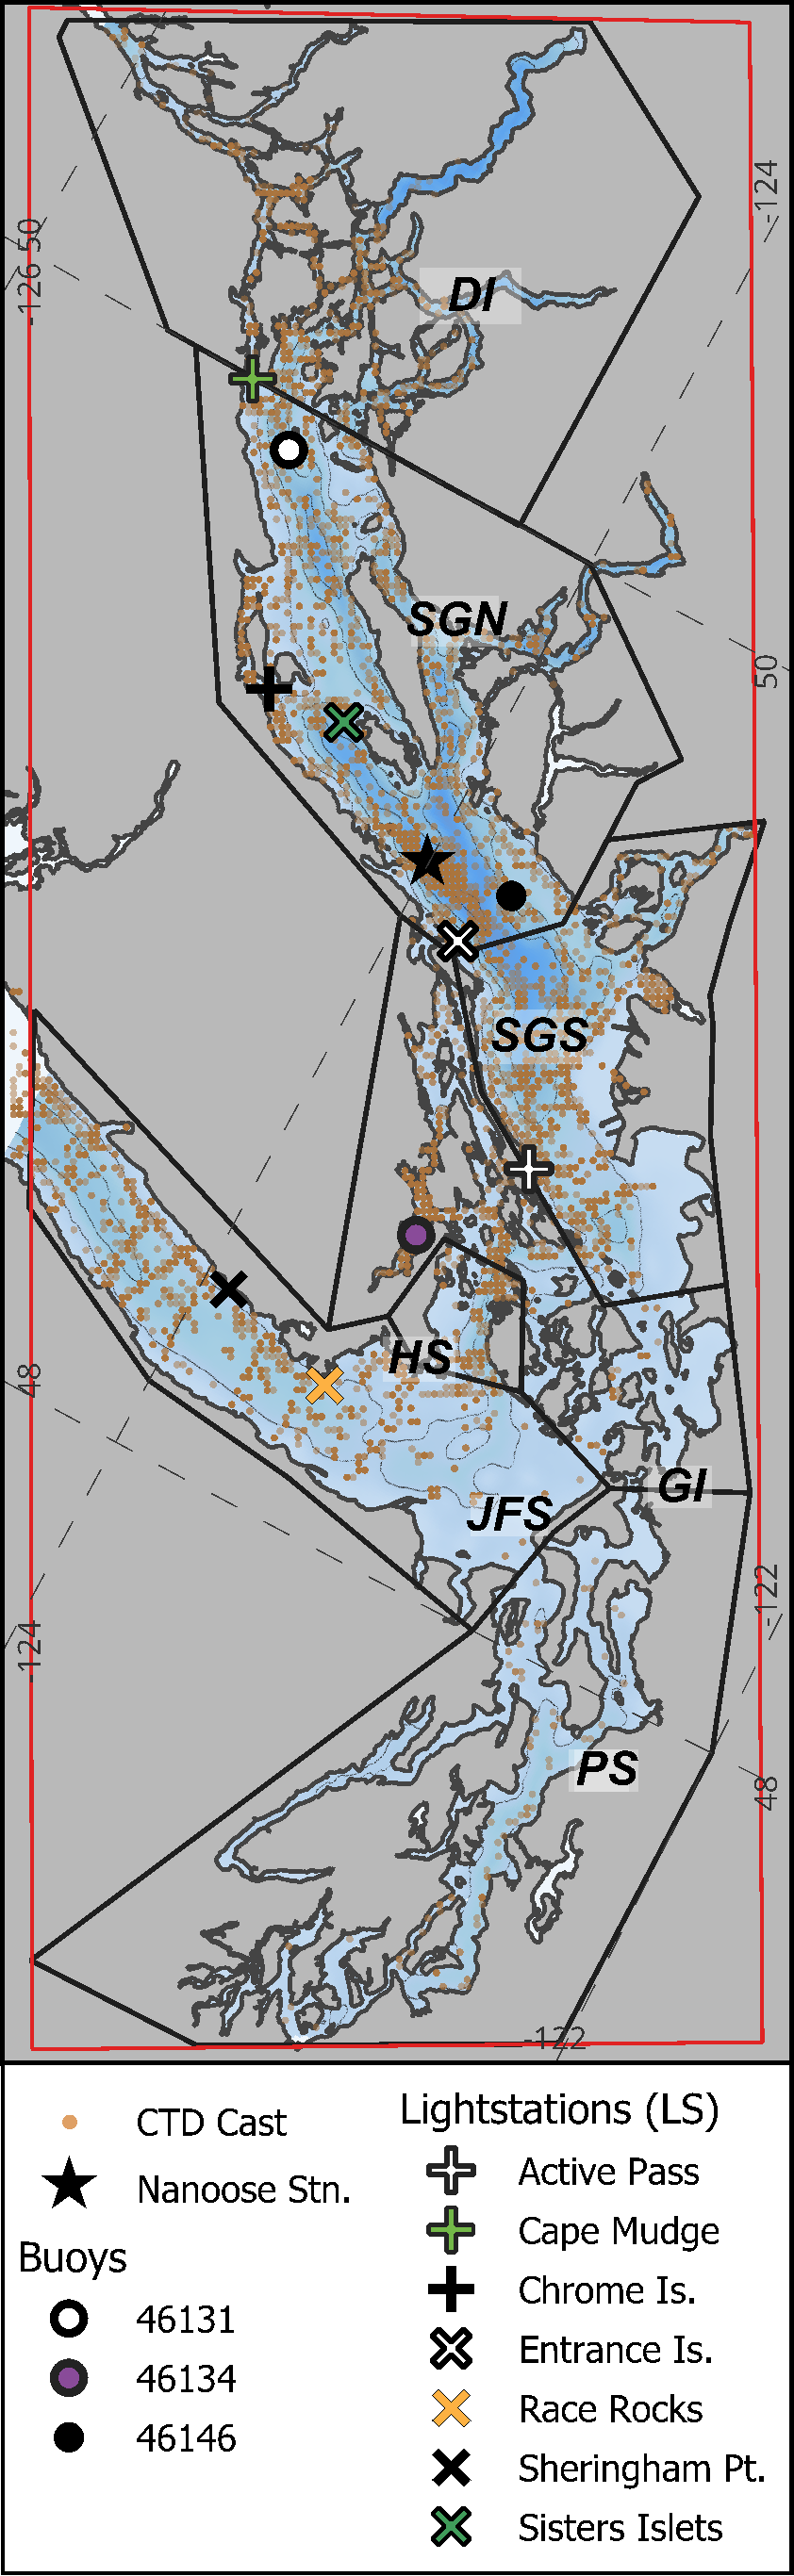 -124
-126 50
DI
SGN
50
SGS
HS
48
GI
JFS
-122
-124
PS
48
-122
CTD Cast
Nanoose Stn.
Buoys
46131
46134
46146
Lightstations (LS)
Active Pass
Cape Mudge
Chrome Is.
Entrance Is.
Race Rocks
Sheringham Pt.
Sisters Islets